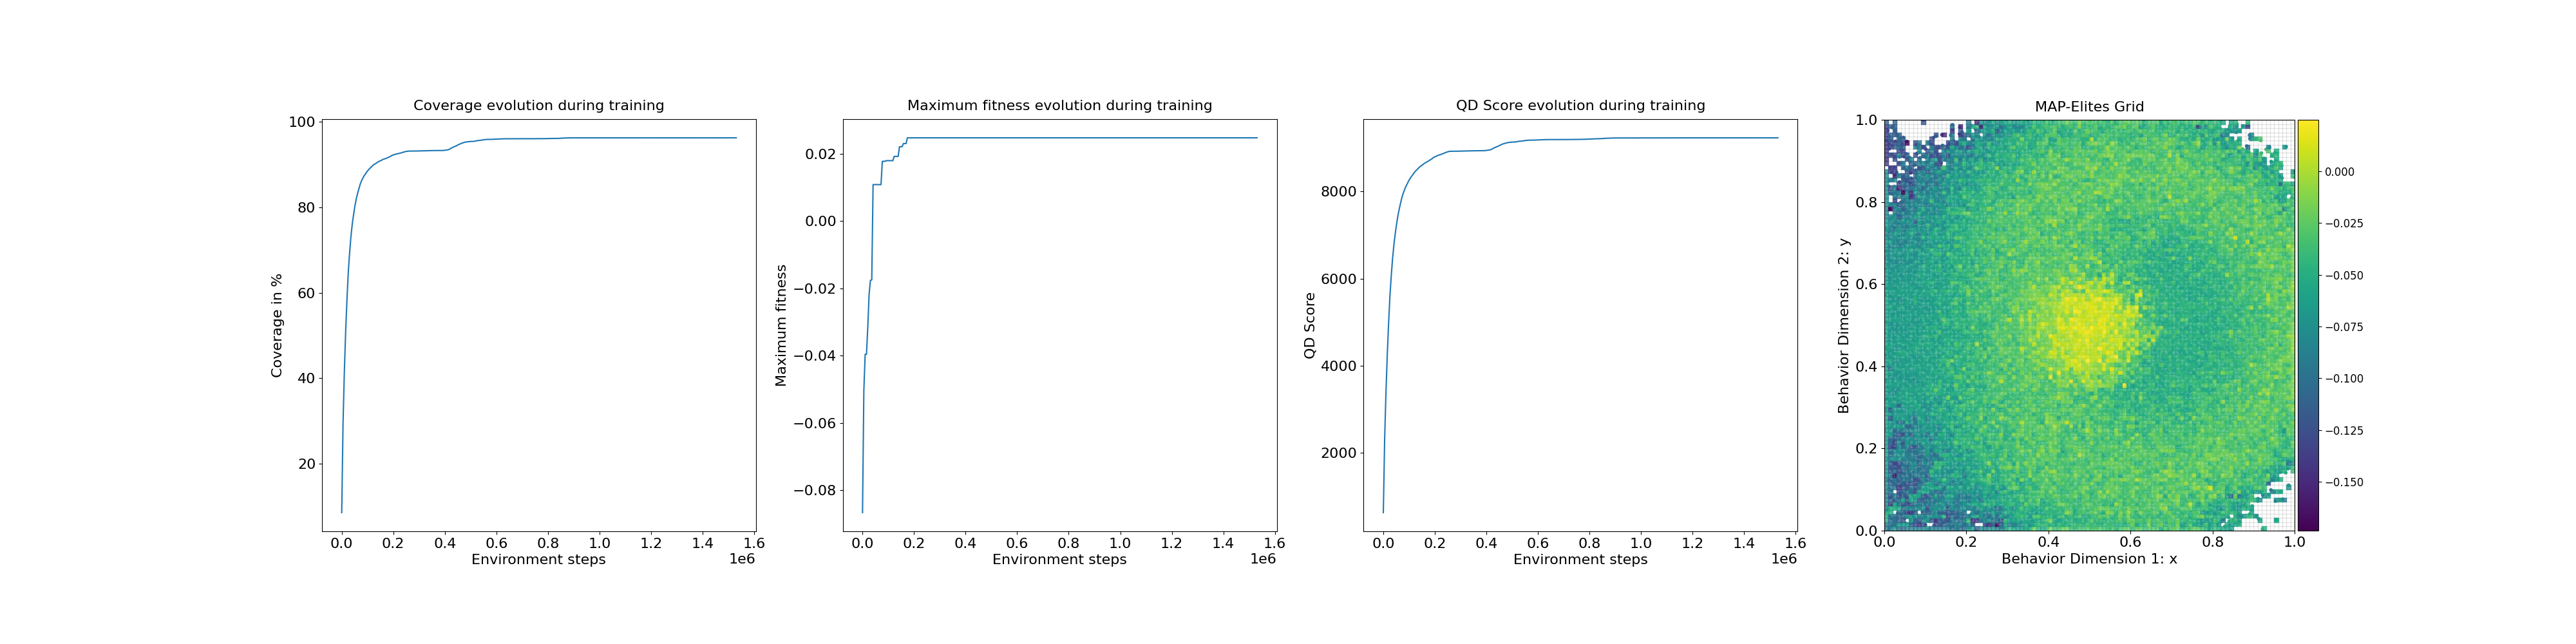 Coverage evolution during training
100
80
60
40
20
Coverage in %
0.0 0.2 0.4 0.6 0.8 1.0 1.2 1.4 1.6
Environment steps
1e6
Maximum fitness evolution during training
0.02
0.00
−0.02
−0.04
−0.06
−0.08
Maximum fitness
0.0 0.2 0.4 0.6 0.8 1.0 1.2 1.4 1.6
Environment steps
1e6
QD Score evolution during training
8000
6000
4000
2000
QD Score
0.0 0.2 0.4 0.6 0.8 1.0 1.2 1.4 1.6
Environment steps
1e6
MAP-Elites Grid
1.0
0.8
0.6
0.4
0.2
0.0
Behavior Dimension 2: y
0.0 0.2 0.4 0.6 0.8 1.0
Behavior Dimension 1: x
0.000
−0.025
−0.050
−0.075
−0.100
−0.125
−0.150